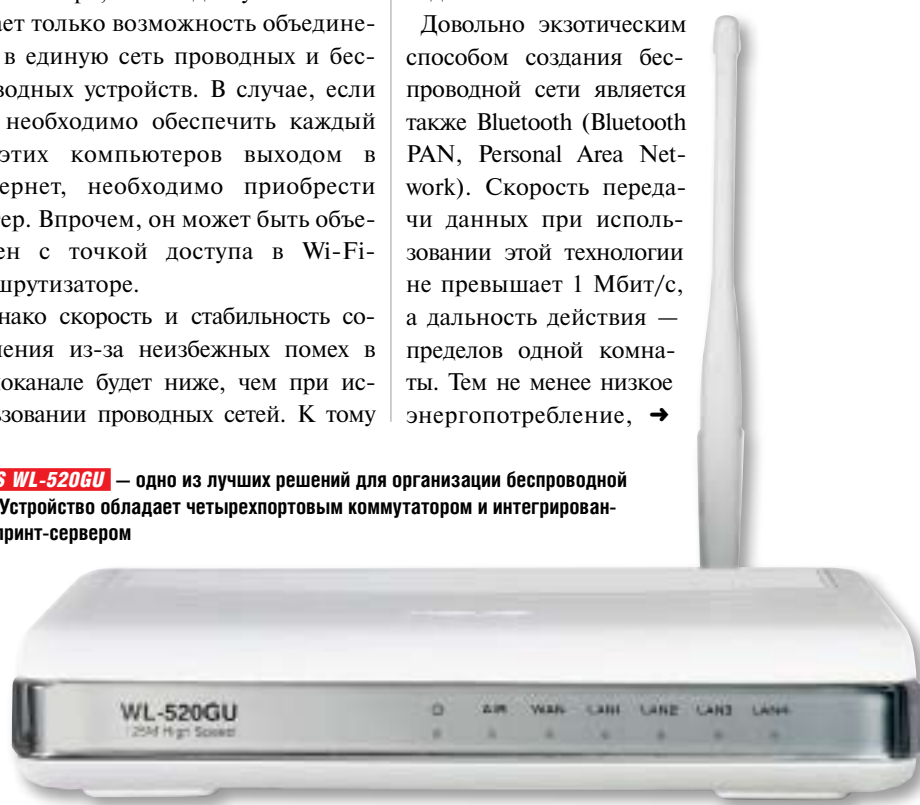 ает только возможность объедине-
в единую сеть проводных и бес-
водных устройств. В случае, если
необходимо обеспечить каждый
этих компьютеров выходом в
ернет, необходимо приобрести
ер. Впрочем, он может быть объе-
ен с точкой доступа в Wi-Fi-
шрутизаторе.
нако скорость и стабильность со-
ения из-за неизбежных помех в
оканале будет ниже, чем при ис-
ьзовании проводных сетей. К тому
Довольно экзотическим
способом создания бес-
проводной сети является
также Bluetooth (Bluetooth
PAN, Personal Area Net-
work). Скорость переда-
чи данных при исполь-
зовании этой технологии
не превышает 1 Мбит/с,
а дальность действия —
пределов одной комна-
ты. Тем не менее низкое
энергопотребление, ➜
S WL-520GU — одно из лучших решений для организации беспроводной
Устройство обладает четырехпортовым коммутатором и интегрирован-
принт-сервером
WL-520GU
125M High Speed
AIR WAN LAN1 LAN2 LAN3 LAN4